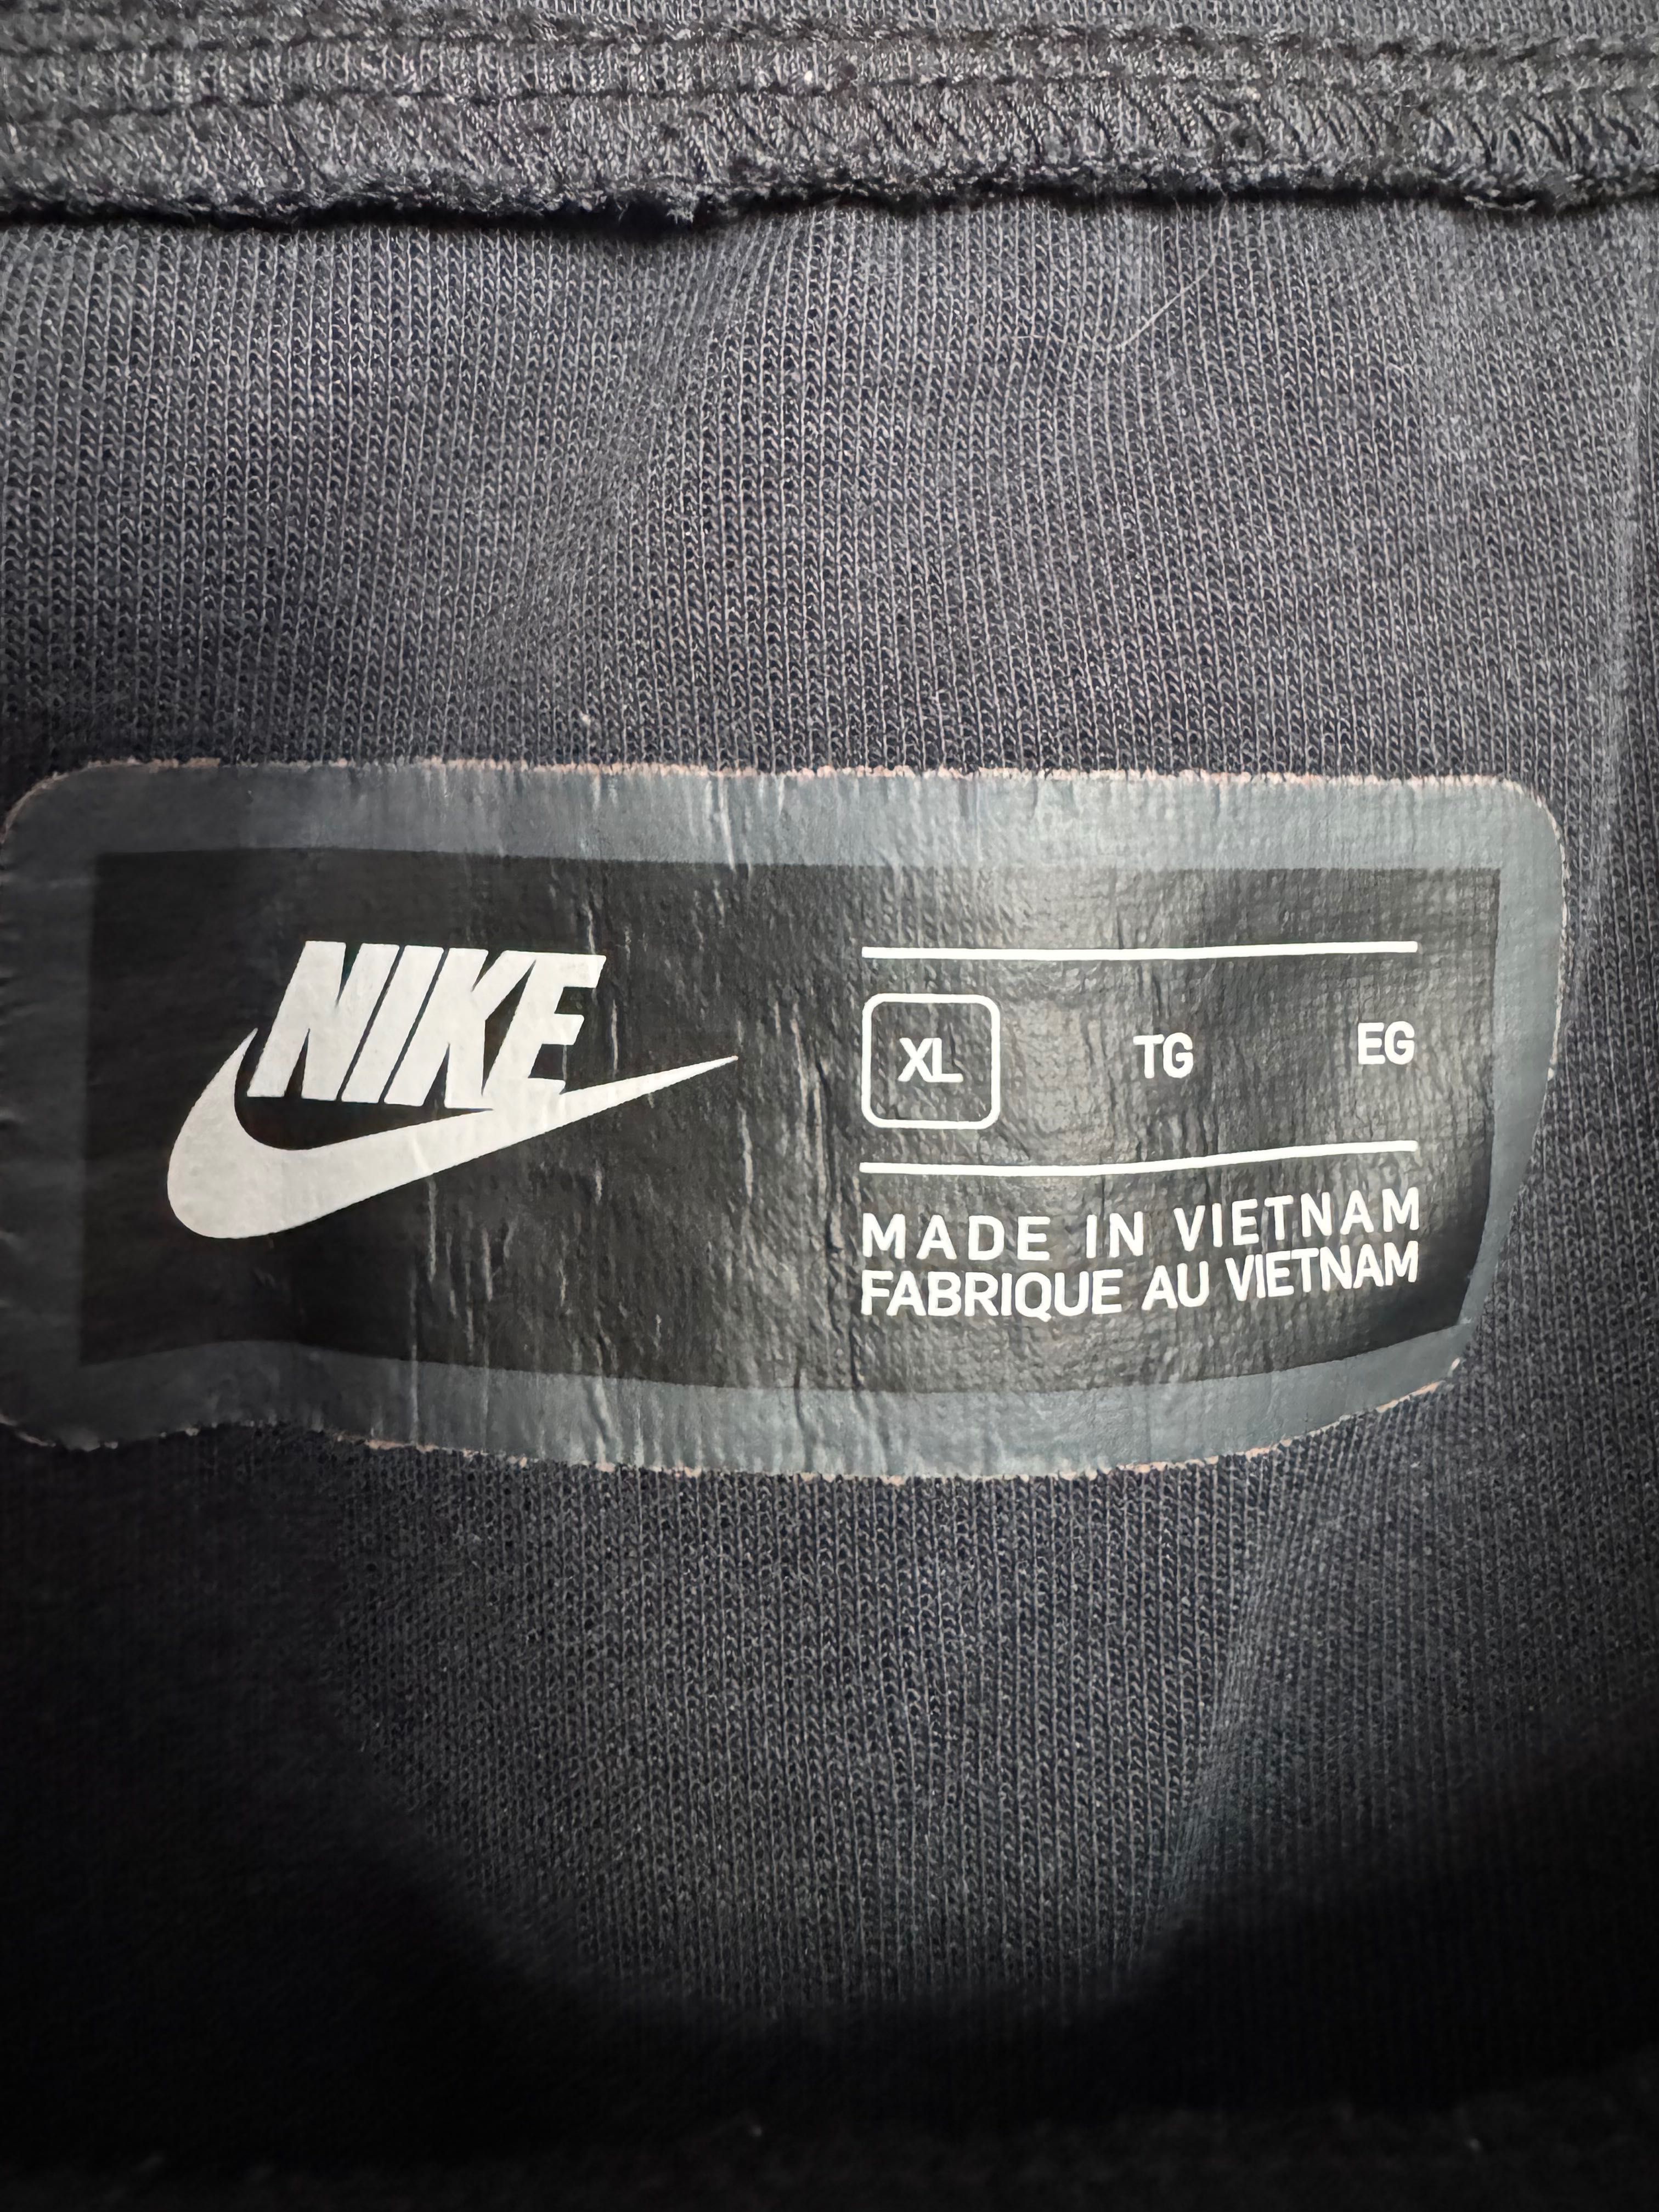 NIKE
XL TG EG
MADE IN VIETNAM
FABRIQUE AU VIETNAM